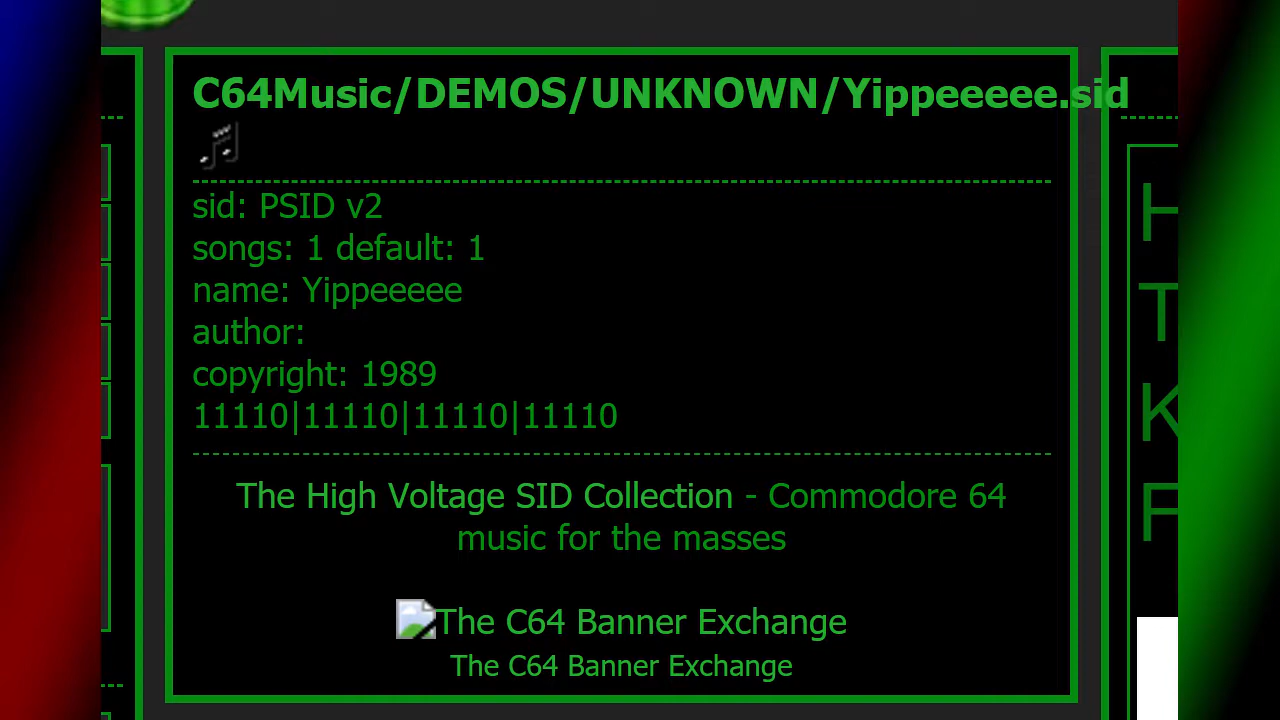 C64Music/DEMOS/UNKNOWN/Yippeeeee.sid
sid: PSID v2
songs: 1 default: 1
name: Yippeeeee
author:
copyright: 1989
11110|11110|11110|11110
The High Voltage SID Collection - Commodore 64
music for the masses
The C64 Banner Exchange
The C64 Banner Exchange
H
T
K
F